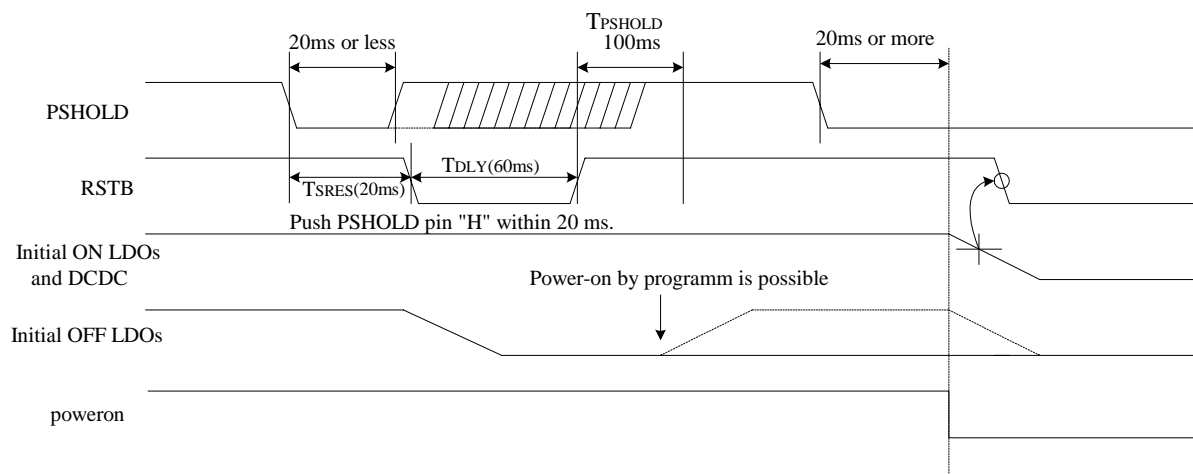 TPSHOLD
100ms
20ms or less
20ms or more
PSHOLD
TDLY(60ms)
RSTB
TSRES(20ms)
Push PSHOLD pin "H" within 20 ms.
Initial ON LDOs
and DCDC
Power-on by programm is possible
Initial OFF LDOs
poweron